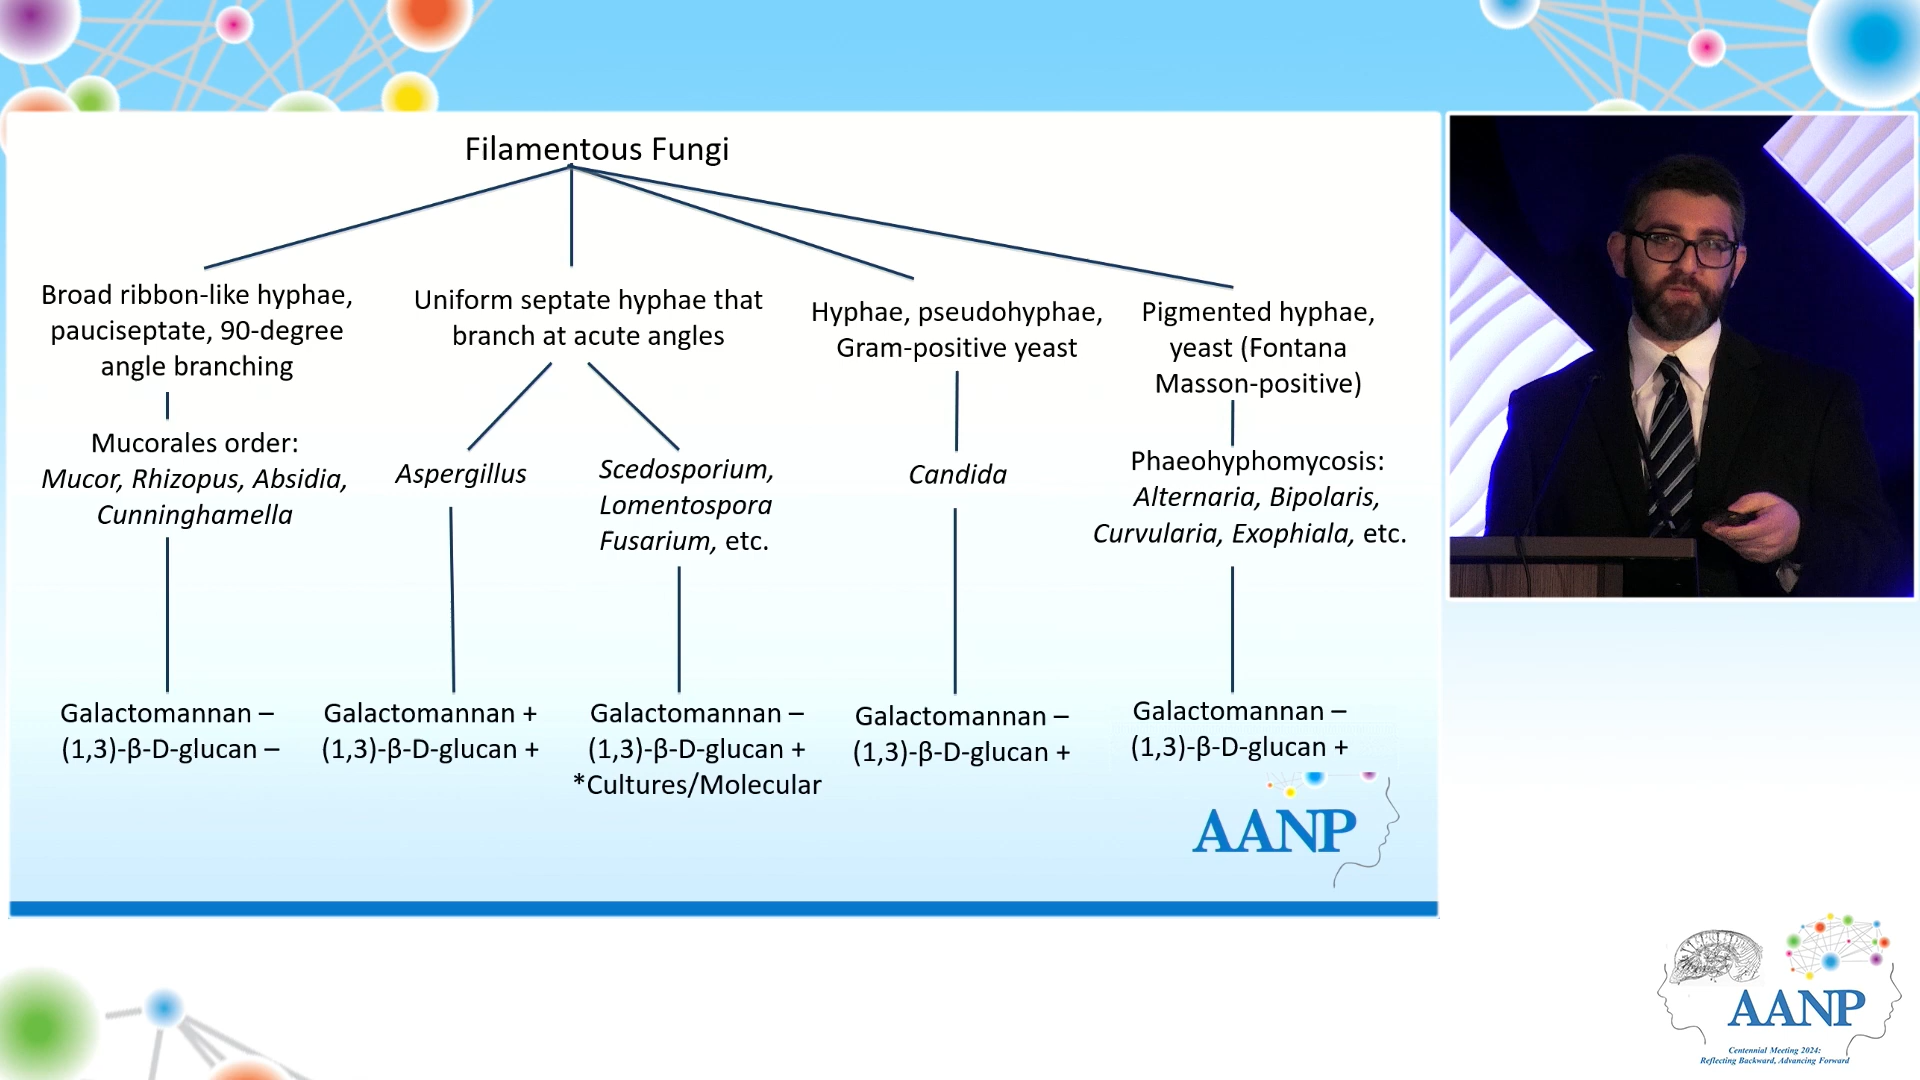 Filamentous Fungi
Broad ribbon-like hyphae,
pauciseptate, 90-degree
angle branching
Uniform septate hyphae that
branch at acute angles
Hyphae, pseudohyphae,
Gram-positive yeast
Pigmented hyphae,
yeast (Fontana
Masson-positive)
Mucorales order:
Mucor, Rhizopus, Absidia,
Cunninghamella
Aspergillus
Scedosporium,
Lomentospora
Fusarium, etc.
Candida
Phaeohyphomycosis:
Alternaria, Bipolaris,
Curvularia, Exophiala, etc.
Galactomannan –
(1,3)-β-D-glucan –
Galactomannan +
(1,3)-β-D-glucan +
Galactomannan –
(1,3)-β-D-glucan +
*Cultures/Molecular
Galactomannan –
(1,3)-β-D-glucan +
Galactomannan –
(1,3)-β-D-glucan +
AANP
AANP
Centennial Meeting 2024:
Reflecting Backward, Advancing Forward